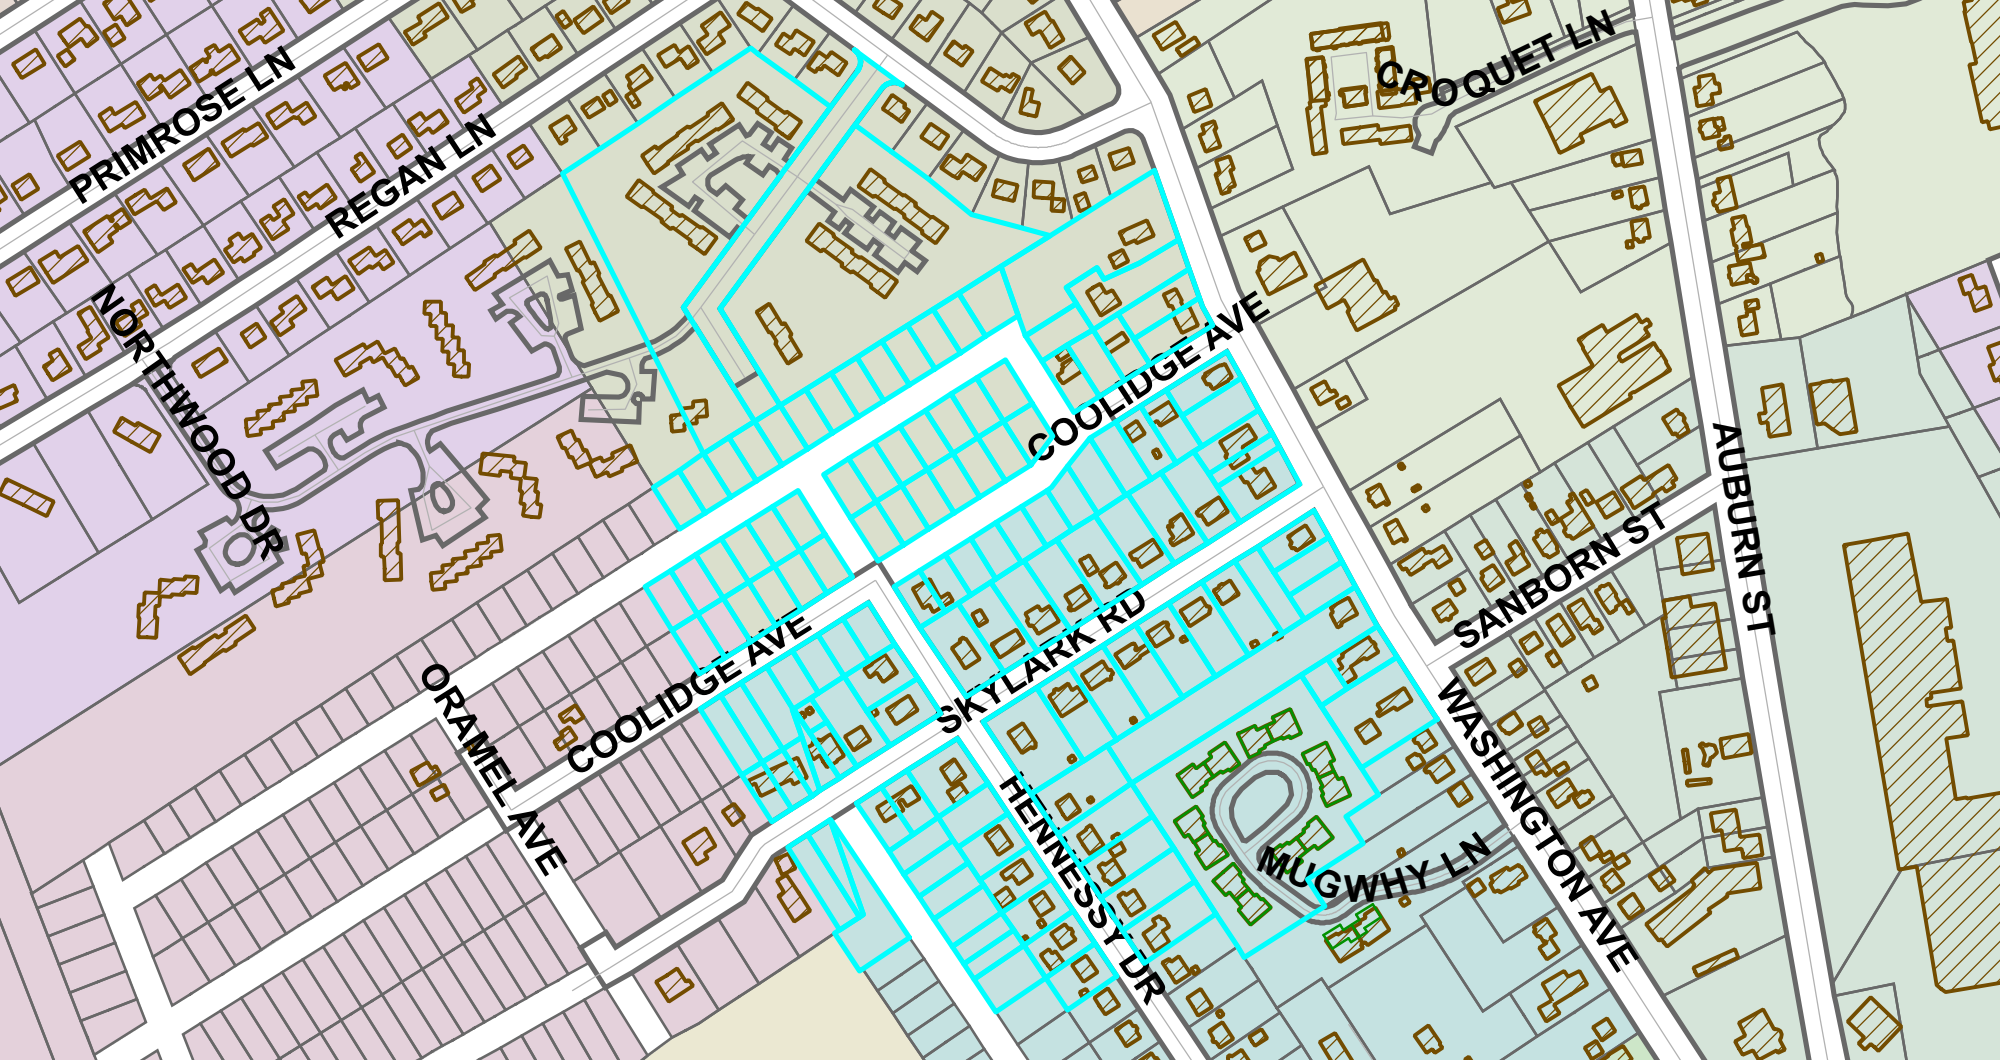 CROQUET LN
PRIMROSE LN
REGAN LN
NORTHWOOD DR
COOLIDGE AVE
AUBURN ST
SANBORN ST
SKYLARK RD
COOLIDGE AVE
ORAMEL AVE
WASHINGTON AVE
HENNESSY DR
MUGWHY LN